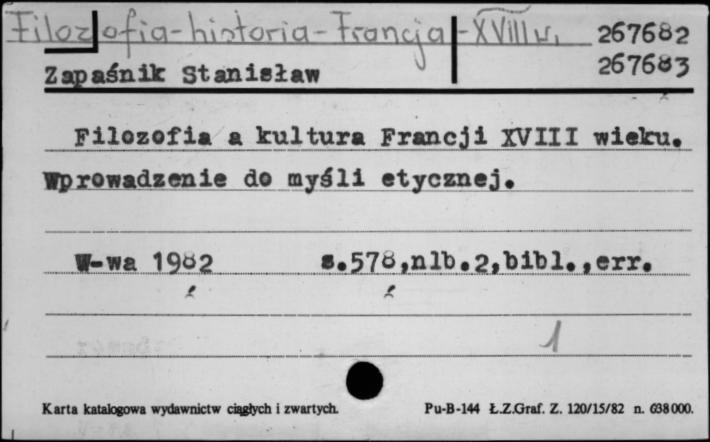 Filozofia-historia-Francja-XVIII w. 267682
Zapaśnik Stanisław 267683
Filozofia a kultura Francji XVIII wieku.
Wprowadzenie do myśli etycznej.
W-wa 1982 s.578,nlb.2,bibl.,err.
1
Karta katalogowa wydawnictw ciągłych i zwartych. Pu-B-144 Ł.Z.Graf. Z. 120/15/82 n. 638000.